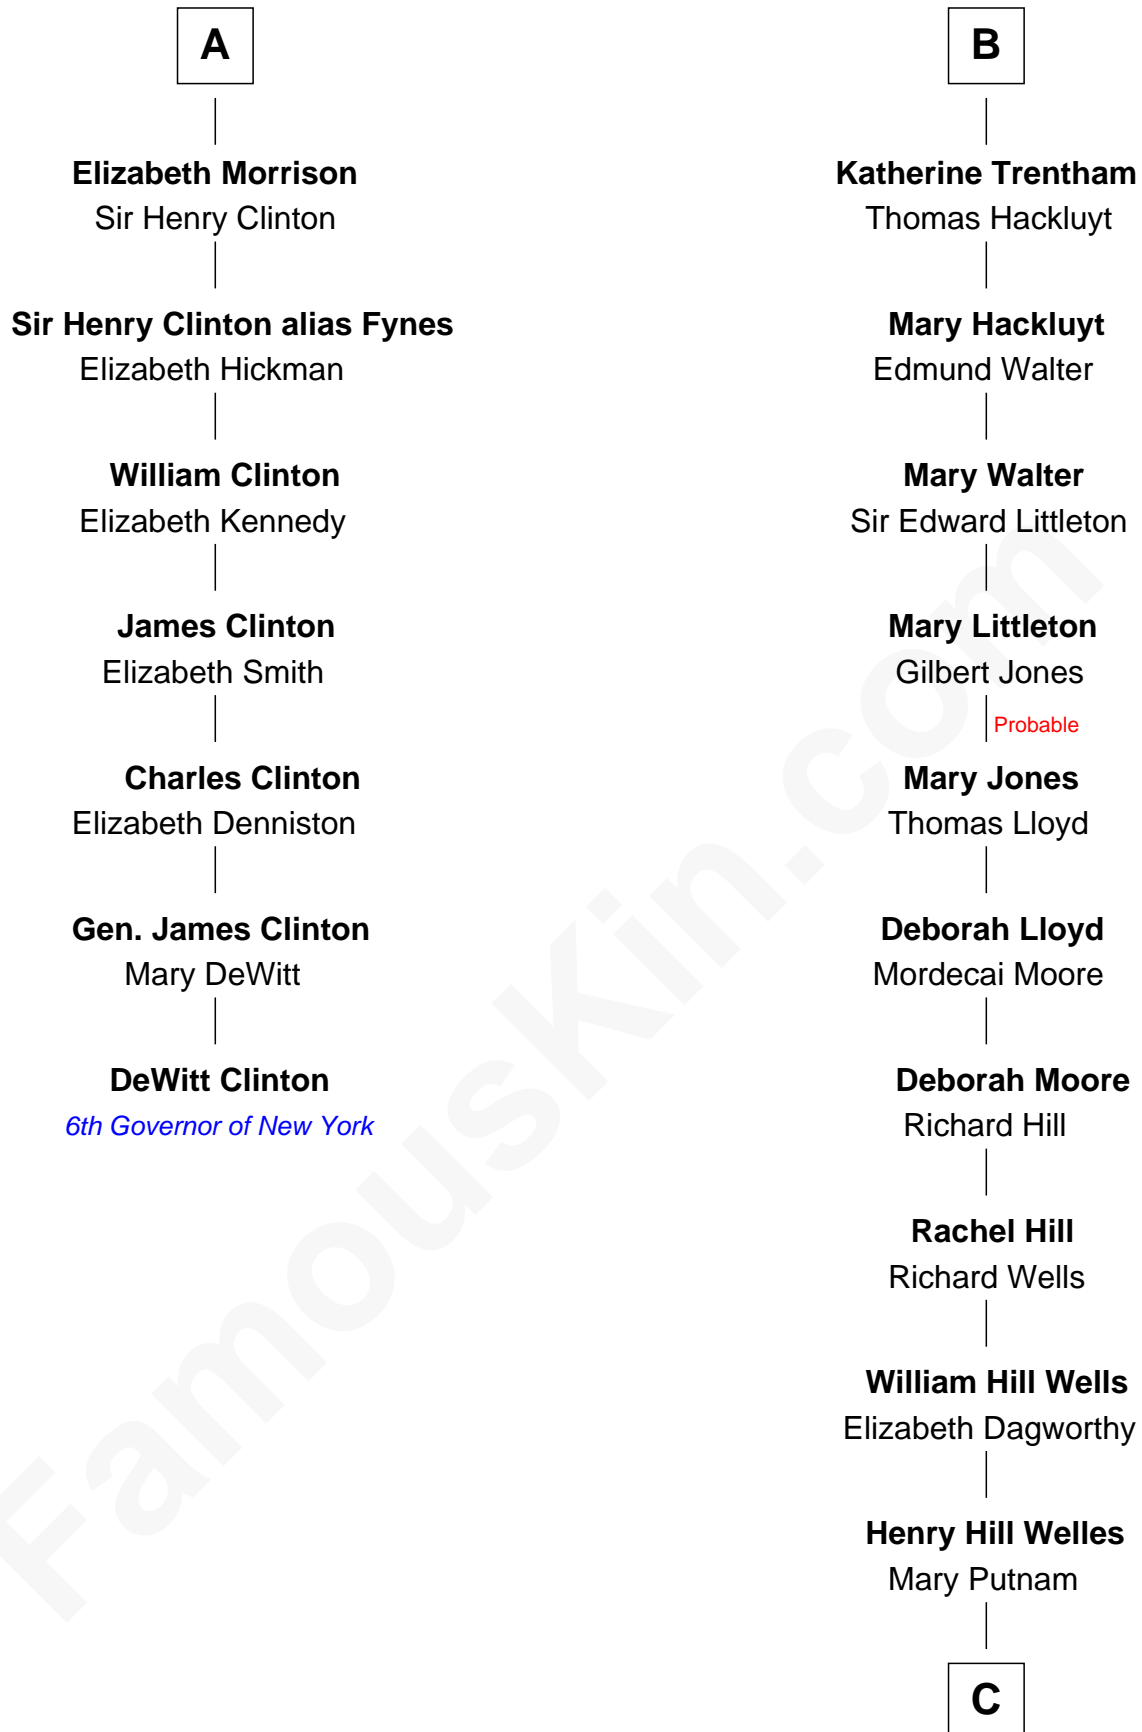 A
Elizabeth Morrison
Sir Henry Clinton
Sir Henry Clinton alias Fynes
Elizabeth Hickman
William Clinton
Elizabeth Kennedy
James Clinton
Elizabeth Smith
Charles Clinton
Elizabeth Denniston
Gen. James Clinton
Mary DeWitt
DeWitt Clinton
6th Governor of New York
B
Katherine Trentham
Thomas Hackluyt
Mary Hackluyt
Edmund Walter
Mary Walter
Sir Edward Littleton
Mary Littleton
Gilbert Jones
Probable
Mary Jones
Thomas Lloyd
Deborah Lloyd
Mordecai Moore
Deborah Moore
Richard Hill
Rachel Hill
Richard Wells
William Hill Wells
Elizabeth Dagworthy
Henry Hill Welles
Mary Putnam
C
FamousKin.com